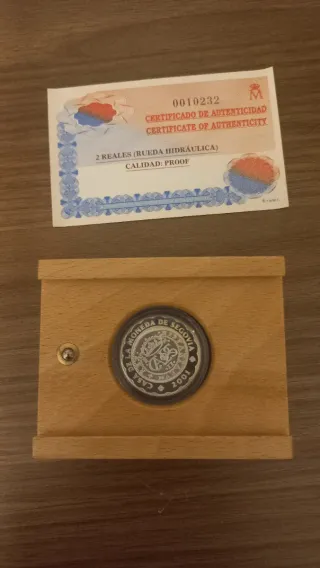 0010232
CERTIFICADO DE AUTENTICIDAD
CERTIFICATE OF AUTHENTICITY
2 REALES (RUEDA HIDRÁULICA)
CALIDAD: PROOF
CASA DE LA MONEDA DE SEGOVIA
2001